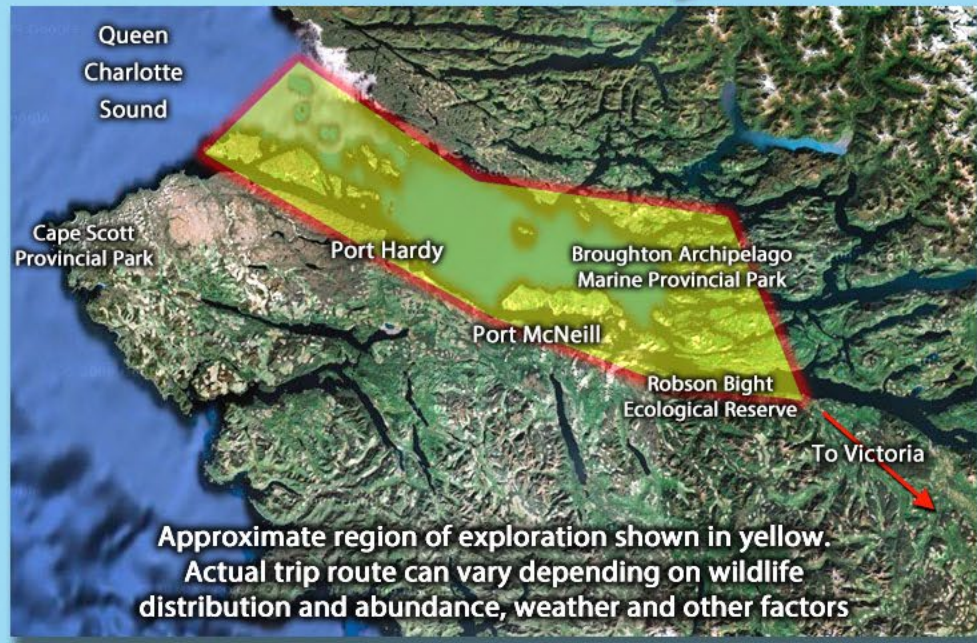 Queen
Charlotte
Sound
Cape Scott
Provincial Park
Port Hardy
Broughton Archipelago
Marine Provincial Park
Port McNeill
Robson Bight
Ecological Reserve
To Victoria
Approximate region of exploration shown in yellow.
Actual trip route can vary depending on wildlife
distribution and abundance, weather and other factors